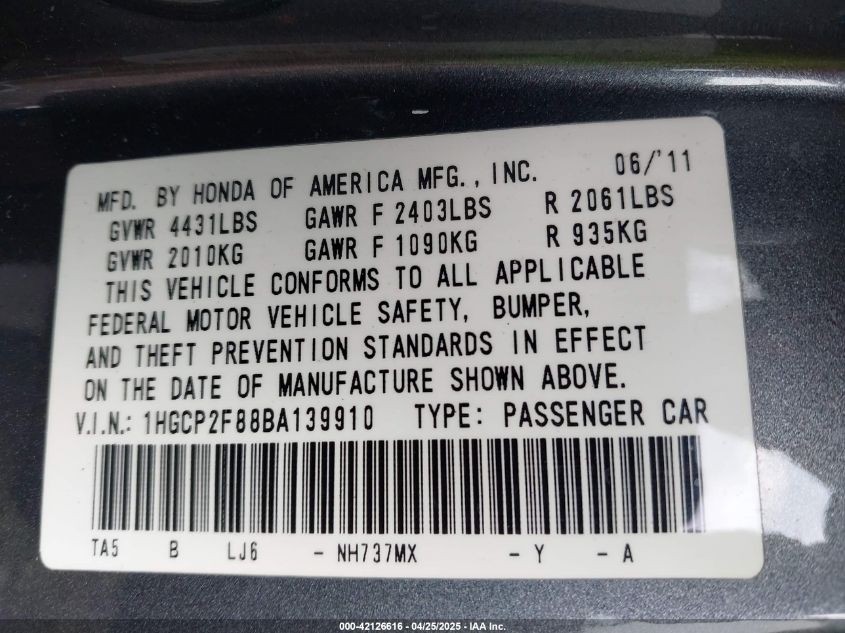 MFD. BY HONDA OF AMERICA MFG., INC. 06/'11
GVWR 4431LBS GAWR F 2403LBS R 2061LBS
GVWR 2010KG GAWR F 1090KG R 935KG
THIS VEHICLE CONFORMS TO ALL APPLICABLE
FEDERAL MOTOR VEHICLE SAFETY, BUMPER,
AND THEFT PREVENTION STANDARDS IN EFFECT
ON THE DATE OF MANUFACTURE SHOWN ABOVE.
V.I.N.: 1HGCP2F88BA139910 TYPE: PASSENGER CAR
TA5 B LJ6 - NH737MX - Y - A
000-42126616 - 04/25/2025 - IAA Inc.